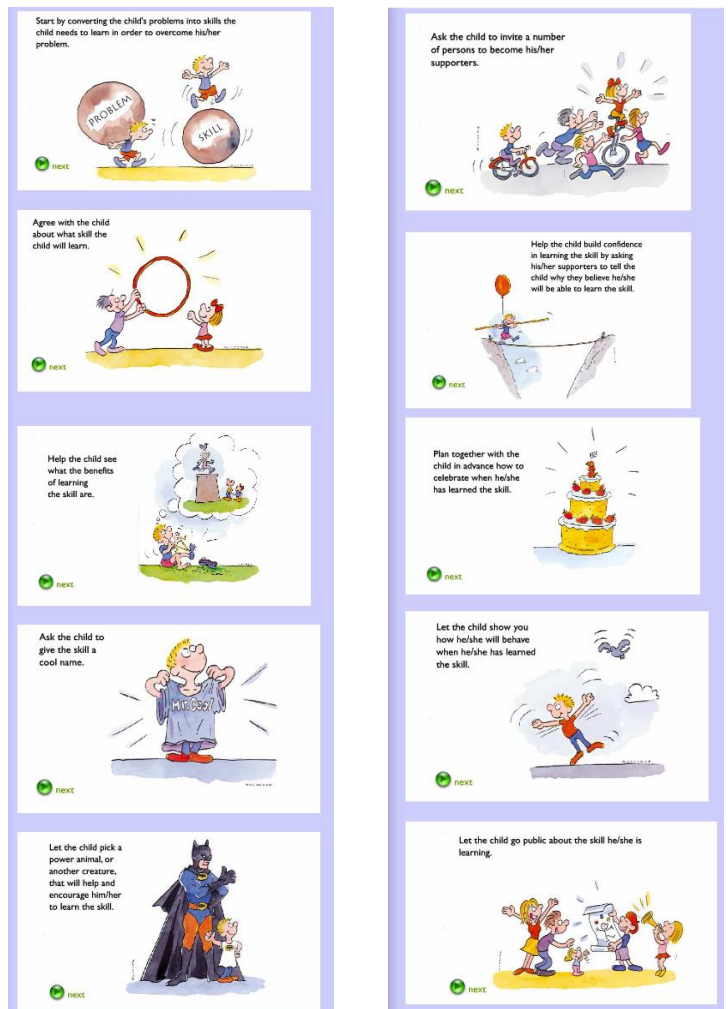 Start by converting the child's problems into skills the
child needs to learn in order to overcome his/her
problem.
PROBLEM
SKILL
next
Agree with the child
about what skill the
child will learn.
next
Help the child see
what the benefits
of learning
the skill are.
next
Ask the child to
give the skill a
cool name.
Mr. Cool
next
Let the child pick a
power animal, or
another creature,
that will help and
encourage him/her
to learn the skill.
next
Ask the child to invite a number
of persons to become his/her
supporters.
next
Help the child build confidence
in learning the skill by asking
his/her supporters to tell the
child why they believe he/she
will be able to learn the skill.
next
Plan together with the
child in advance how to
celebrate when he/she
has learned the skill.
next
Let the child show you
how he/she will behave
when he/she has learned
the skill.
next
Let the child go public about the skill he/she is
learning.
next